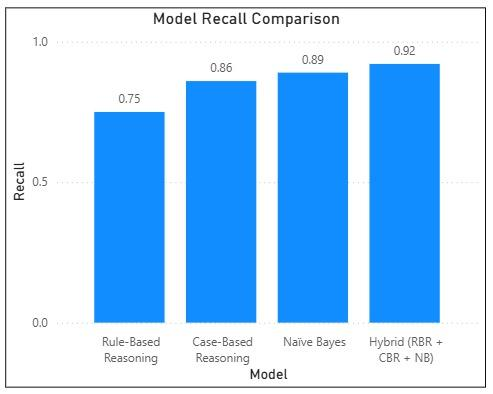 Model Recall Comparison
1.0
0.5
0.0
Recall
0.75
0.86
0.89
0.92
Rule-Based
Reasoning
Case-Based
Reasoning
Naïve Bayes
Hybrid (RBR +
CBR + NB)
Model